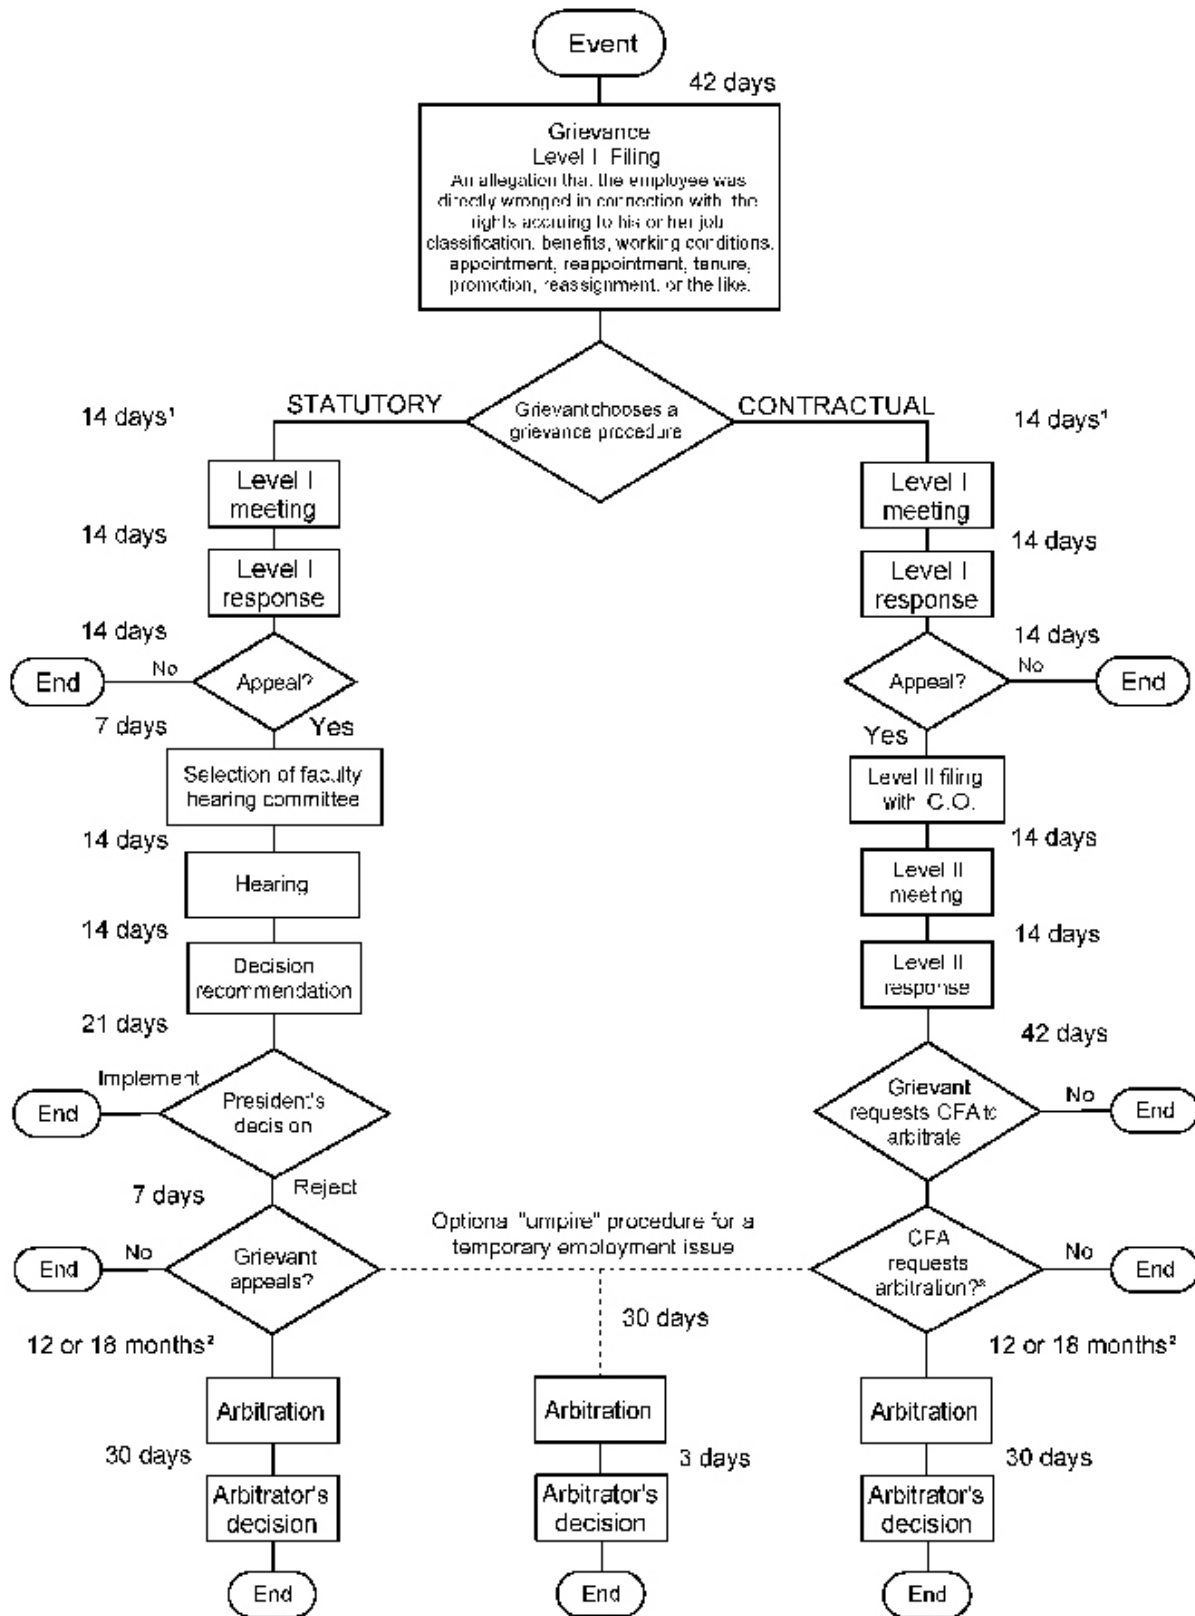 Event
42 days
Grievance
Level I Filing
An allegation that the employee was
directly wronged in connection with the
rights accruing to his or her job
classification, benefits, working conditions,
appointment, reappointment, tenure,
promotion, reassignment, or the like.
Grievant chooses a
grievance procedure
STATUTORY
14 days¹
Level I
meeting
14 days
Level I
response
14 days
Appeal?
No
End
7 days
Yes
Selection of faculty
hearing committee
14 days
Hearing
14 days
Decision
recommendation
21 days
President's
decision
Implement
End
Reject
7 days
Grievant
appeals?
No
End
12 or 18 months²
Arbitration
30 days
Arbitrator's
decision
End
Optional "umpire" procedure for a
temporary employment issue
30 days
Arbitration
3 days
Arbitrator's
decision
End
CONTRACTUAL
14 days¹
Level I
meeting
14 days
Level I
response
14 days
Appeal?
No
End
Yes
Level II filing
with C.O.
14 days
Level II
meeting
14 days
Level II
response
42 days
Grievant
requests CFA to
arbitrate
No
End
CFA
requests
arbitration?³
No
End
12 or 18 months²
Arbitration
30 days
Arbitrator's
decision
End